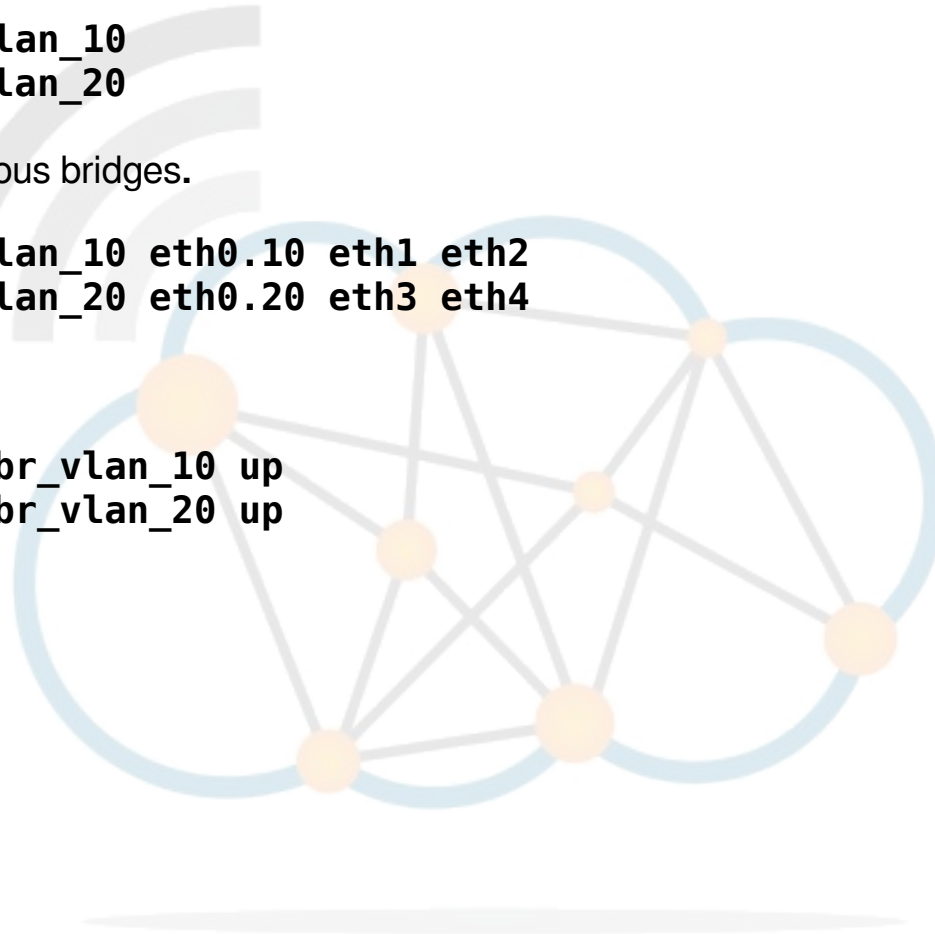 lan_10
lan_20
ous bridges.
lan_10 eth0.10 eth1 eth2
lan_20 eth0.20 eth3 eth4
br_vlan_10 up
br_vlan_20 up